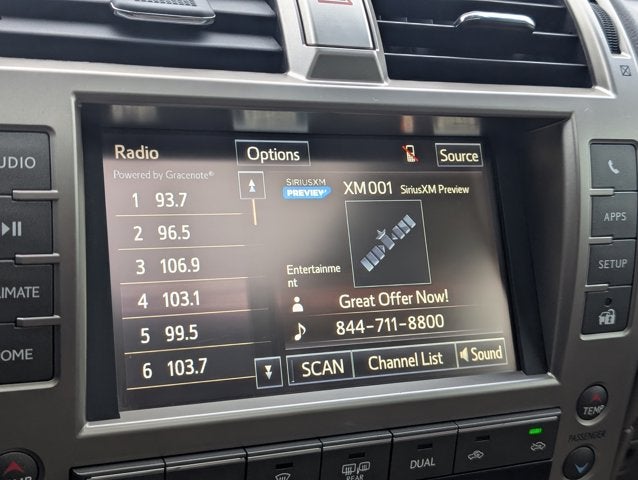 Radio
Options
Source
Powered by Gracenote®
SIRIUSXM
PREVIEW
XM001 SiriusXM Preview
1 93.7
2 96.5
3 106.9
4 103.1
5 99.5
6 103.7
Entertainme
nt
Great Offer Now!
844-711-8800
SCAN
Channel List
Sound
UDIO
LIMATE
OME
APPS
SETUP
TEMP
PASSENGER
REAR
DUAL